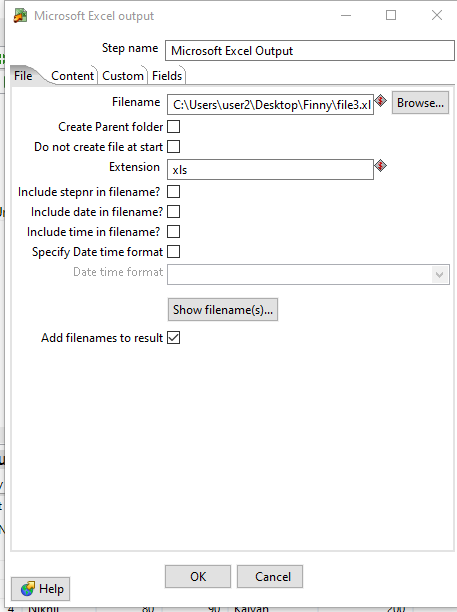 Microsoft Excel output
Step name Microsoft Excel Output
File Content Custom Fields
Filename C:\Users\user2\Desktop\Finny\file3.xl Browse...
Create Parent folder
Do not create file at start
Extension xls
Include stepnr in filename?
Include date in filename?
Include time in filename?
Specify Date time format
Date time format
Show filename(s)...
Add filenames to result
OK Cancel
Help
4 Nikhil 80 90 Kalyan 200